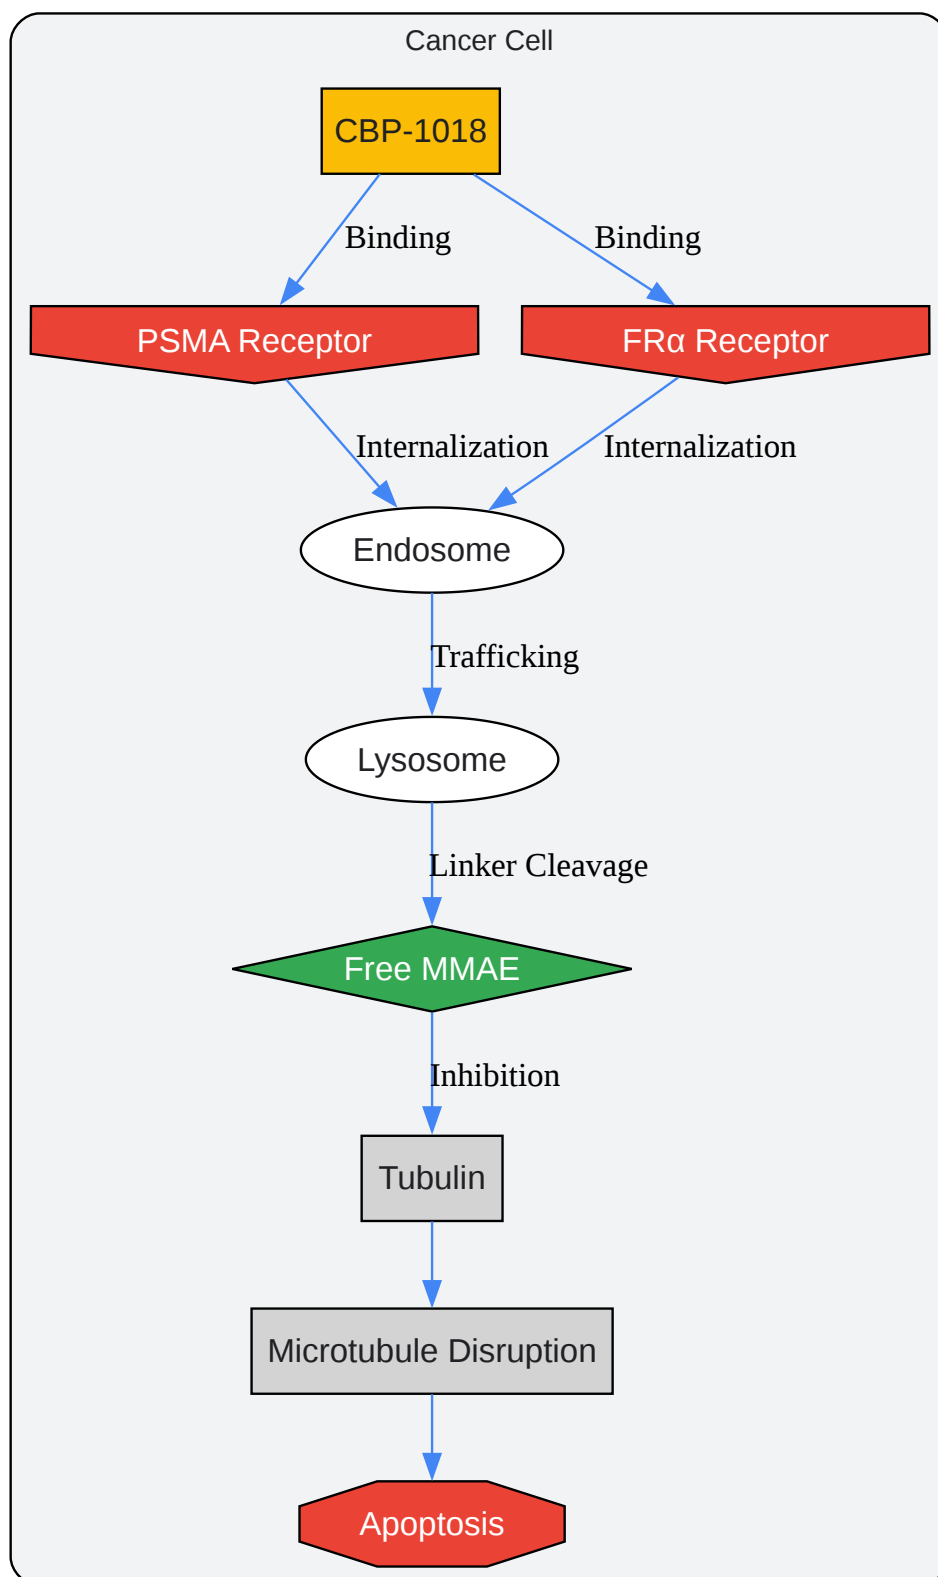 Cancer Cell
CBP-1018
Binding
Binding
PSMA Receptor
FRα Receptor
Internalization
Internalization
Endosome
Trafficking
Lysosome
Linker Cleavage
Free MMAE
Inhibition
Tubulin
Microtubule Disruption
Apoptosis